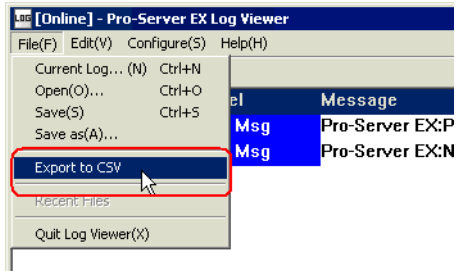 LOG [Online] - Pro-Server EX Log Viewer
File(F) Edit(V) Configure(S) Help(H)
Current Log... (N) Ctrl+N
Open(O)... Ctrl+O
el Message
Save(S) Ctrl+S
Msg Pro-Server EX:P
Save as(A)...
Msg Pro-Server EX:N
Export to CSV
Recent Files
Quit Log Viewer(X)